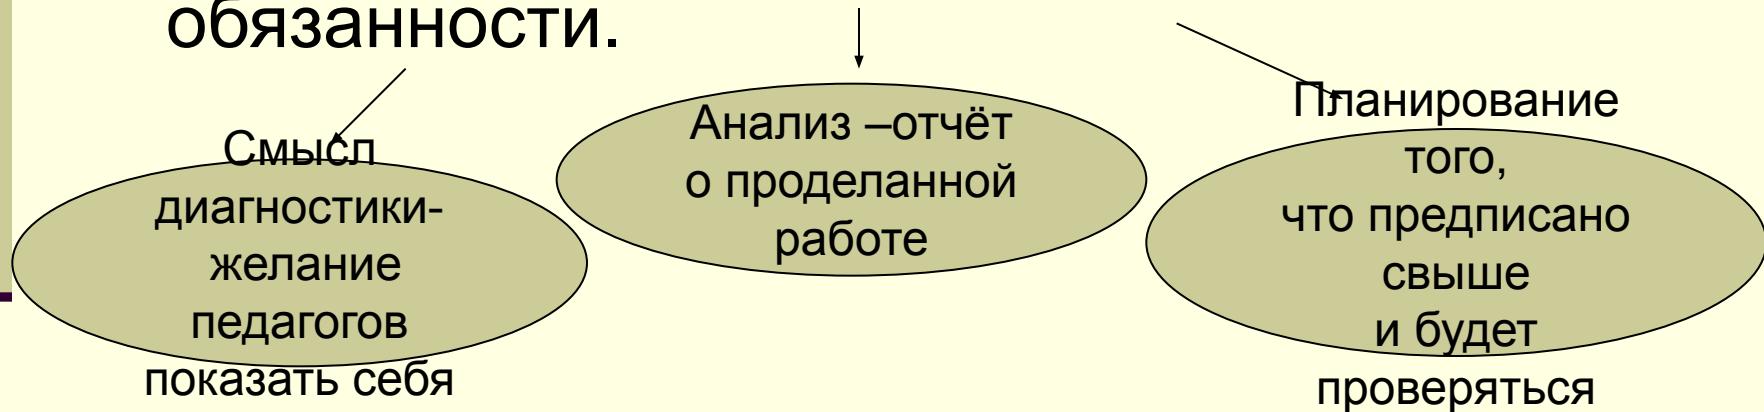 обязанности.
Смысл
диагностики-
желание
педагогов
показать себя
Анализ –отчёт
о проделанной
работе
Планирование
того,
что предписано
свыше
и будет
проверяться